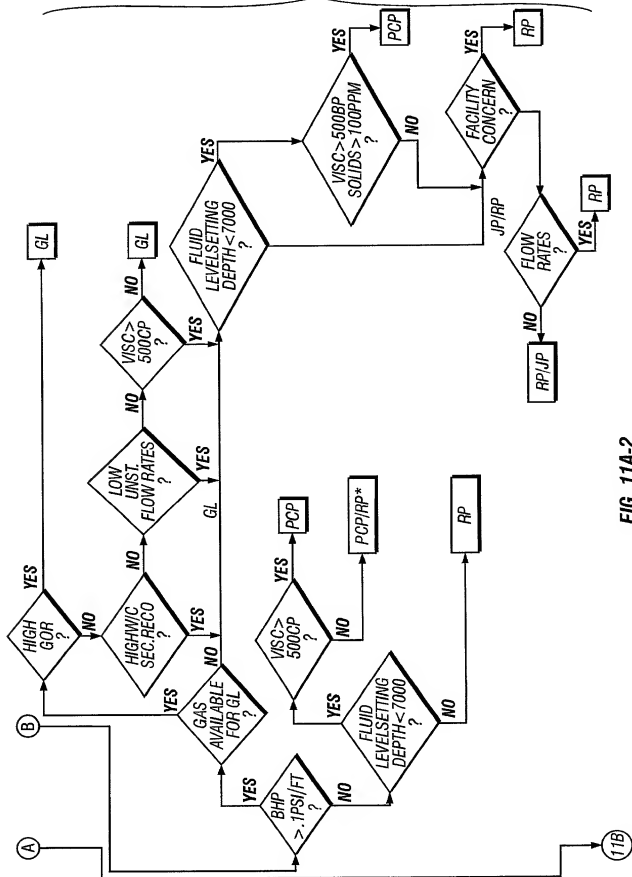 A
B
HIGH
GOR
?
YES
GL
NO
HIGHW/C
SEC.RECO
?
NO
YES
LOW
UNST.
FLOW RATES
?
NO
YES
VISC>
500CP
?
NO
GL
YES
GL
GAS
AVAILABLE
FOR GL
?
YES
NO
BHP
>.1PSI/FT
?
YES
NO
FLUID
LEVELSETTING
DEPTH<7000
?
YES
NO
RP
VISC>
500CP
?
YES
PCP
NO
PCP/RP*
FLUID
LEVELSETTING
DEPTH<7000
?
YES
VISC>500BP
SOLIDS>100PPM
?
YES
PCP
NO
JP/RP
FACILITY
CONCERN
?
YES
RP
FLOW
RATES
?
YES
RP
NO
RP/JP
11B
FIG. 11A-2